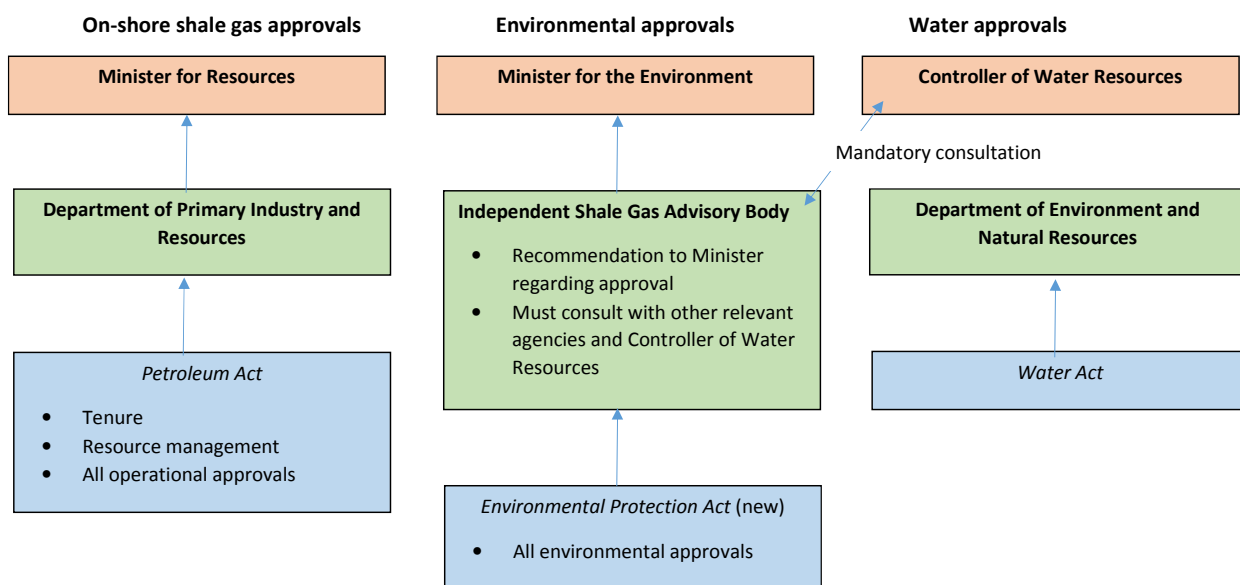 On-shore shale gas approvals
Environmental approvals
Water approvals
Minister for Resources
Minister for the Environment
Controller of Water Resources
Mandatory consultation
Department of Primary Industry and
Resources
Independent Shale Gas Advisory Body
• Recommendation to Minister
regarding approval
• Must consult with other relevant
agencies and Controller of Water
Resources
Department of Environment and
Natural Resources
Petroleum Act
• Tenure
• Resource management
• All operational approvals
Water Act
Environmental Protection Act (new)
• All environmental approvals